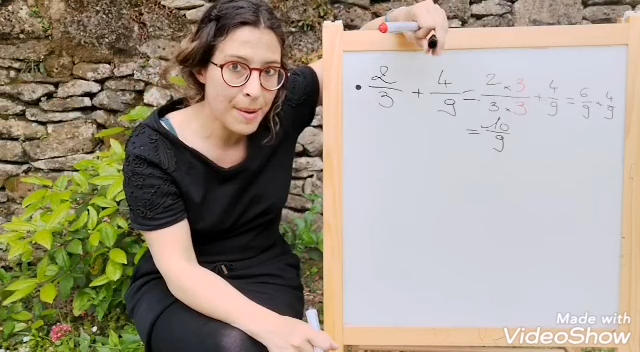 • 2/3 + 4/9 = 2 × 3/3 × 3 + 4/9 = 6/9 + 4/9
= 10/9
Made with
VideoShow